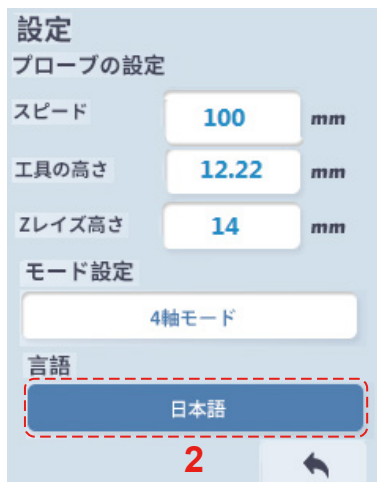 設定
プローブの設定
スピード 100 mm
工具の高さ 12.22 mm
Zレイズ高さ 14 mm
モード設定
4軸モード
言語
日本語
2